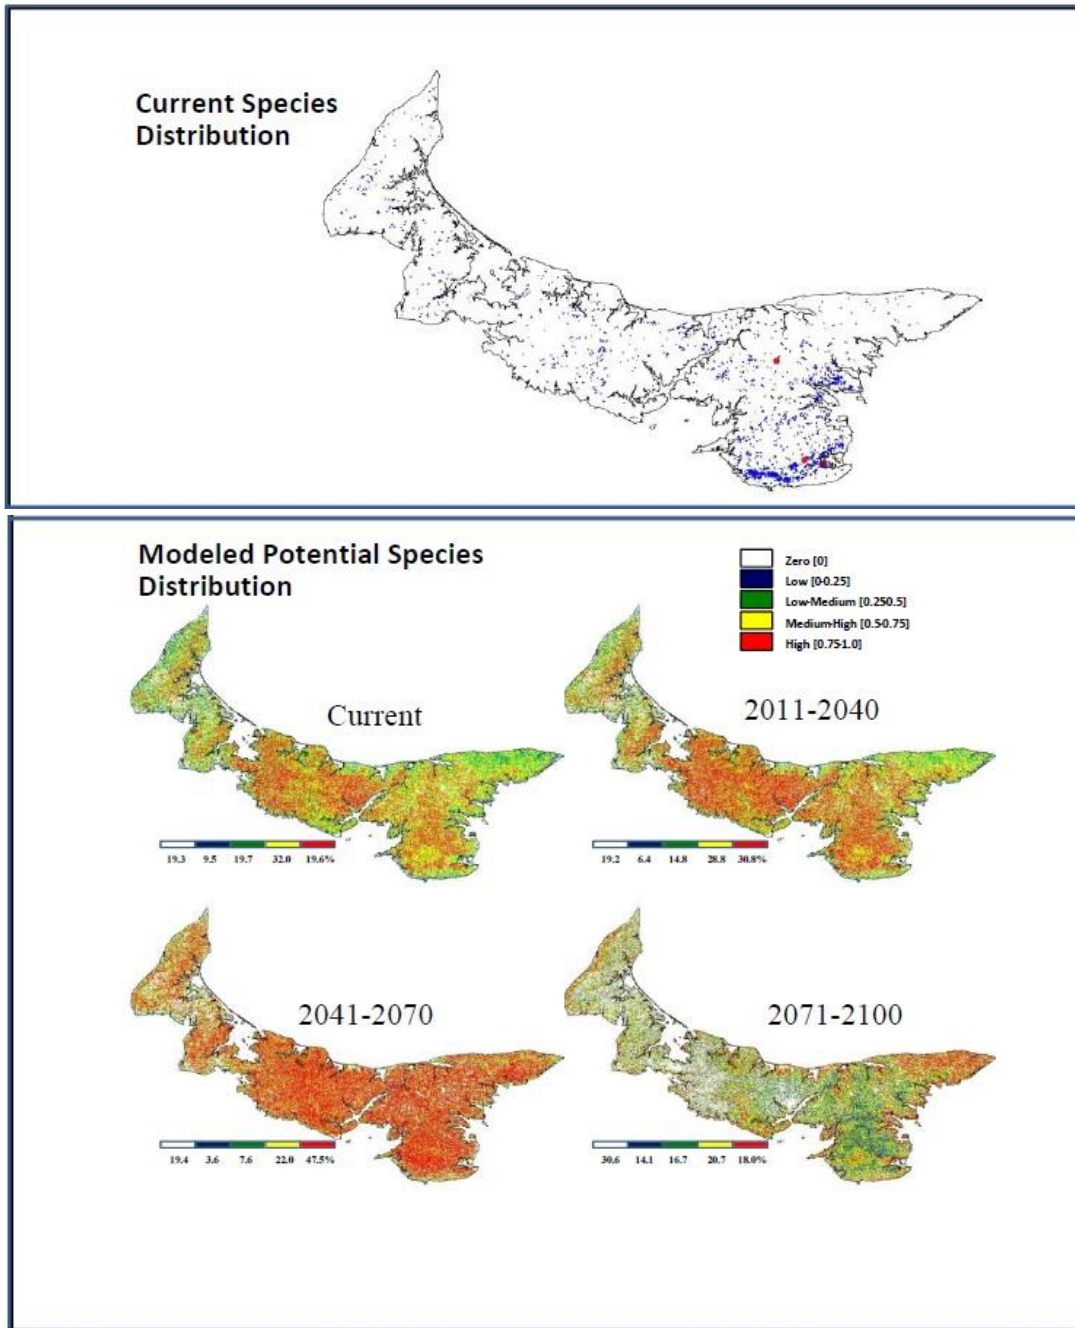 Current Species
Distribution
Modeled Potential Species
Distribution
Zero [0]
Low [0-0.25]
Low-Medium [0.250.5]
Medium-High [0.5-0.75]
High [0.75-1.0]
Current
2011-2040
19.3 9.5 19.7 32.0 19.6%
19.2 6.4 14.8 28.8 30.8%
2041-2070
2071-2100
19.4 3.6 7.6 22.0 47.5%
30.6 14.1 16.7 20.7 18.0%